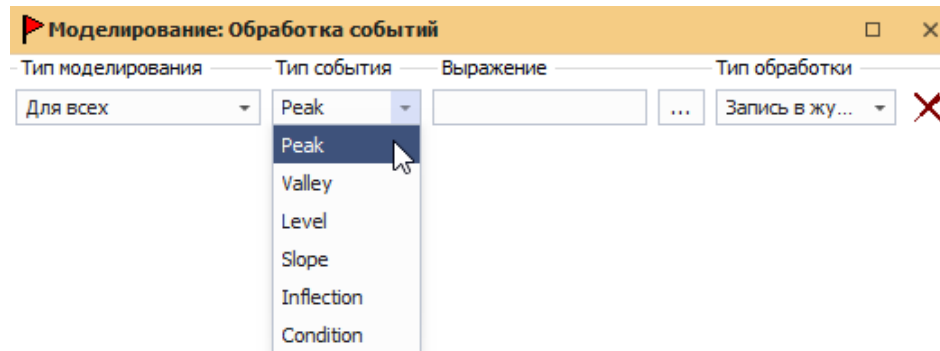 Моделирование: Обработка событий
Тип моделирования Тип события Выражение Тип обработки
Для всех Peak ... Запись в жу...
Peak
Valley
Level
Slope
Inflection
Condition